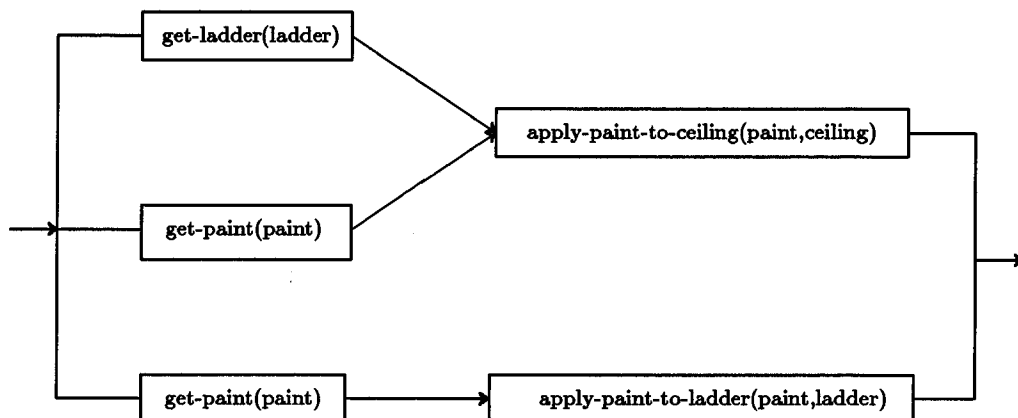 get-ladder(ladder)
apply-paint-to-ceiling(paint,ceiling)
get-paint(paint)
get-paint(paint)
apply-paint-to-ladder(paint,ladder)